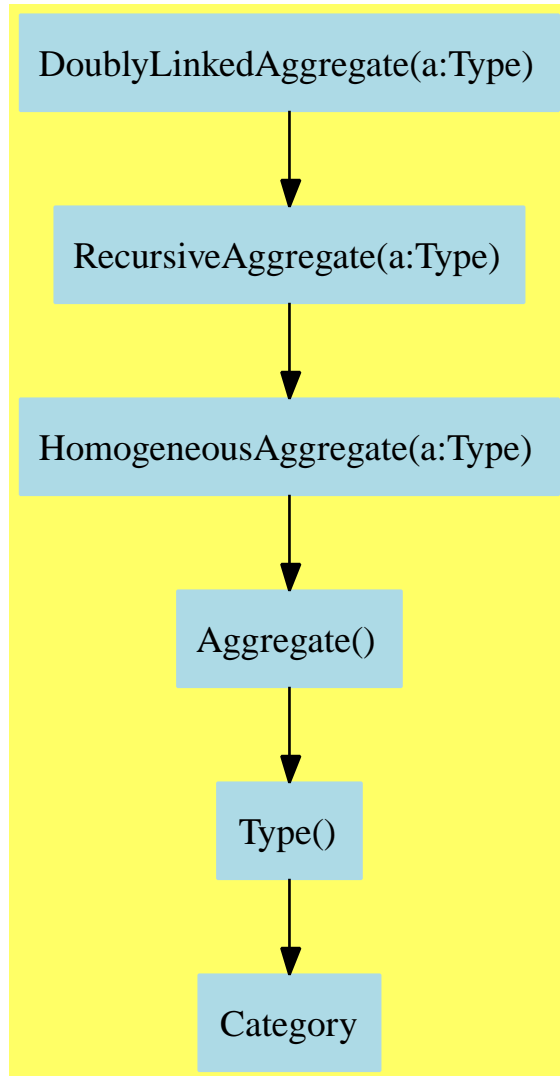 DoublyLinkedAggregate(a:Type)
RecursiveAggregate(a:Type)
HomogeneousAggregate(a:Type)
Aggregate()
Type()
Category